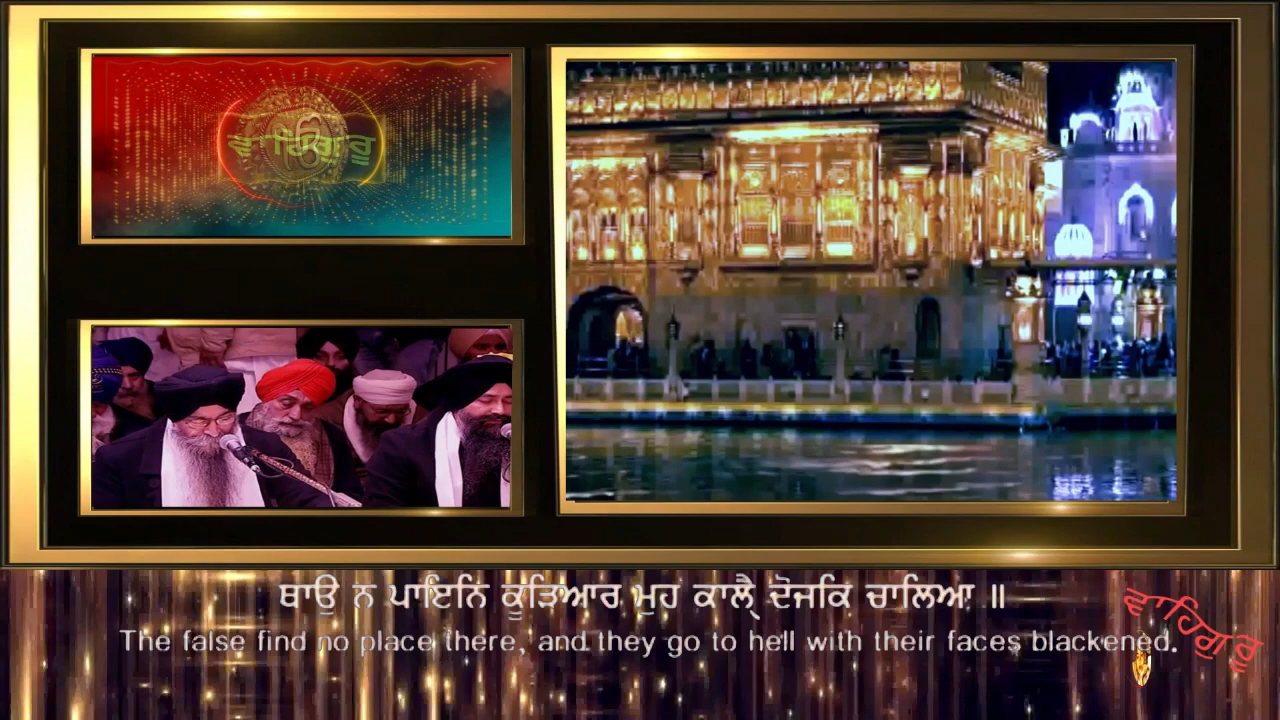 ਵਾਹਿਗੁਰੂ
ਥਾਉ ਨ ਪਾਇਨਿ ਕੂੜਿਆਰ ਮੁਹ ਕਾਲ੍ਹੈ ਦੋਜਕਿ ਚਾਲਿਆ ॥
The false find no place there, and they go to hell with their faces blackened.
ਵਾਹਿਗੁਰੂ